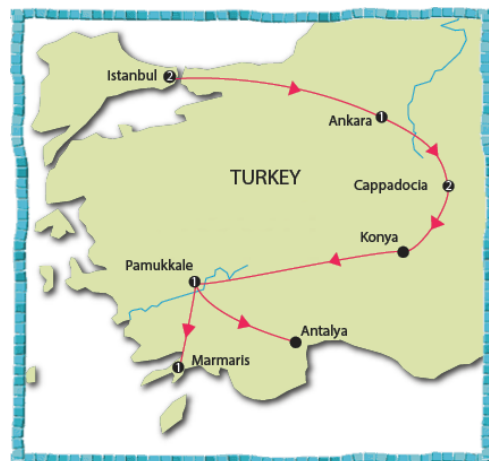 Istanbul
2
Ankara
1
TURKEY
Cappadocia
2
Konya
Pamukkale
1
Antalya
Marmaris
1